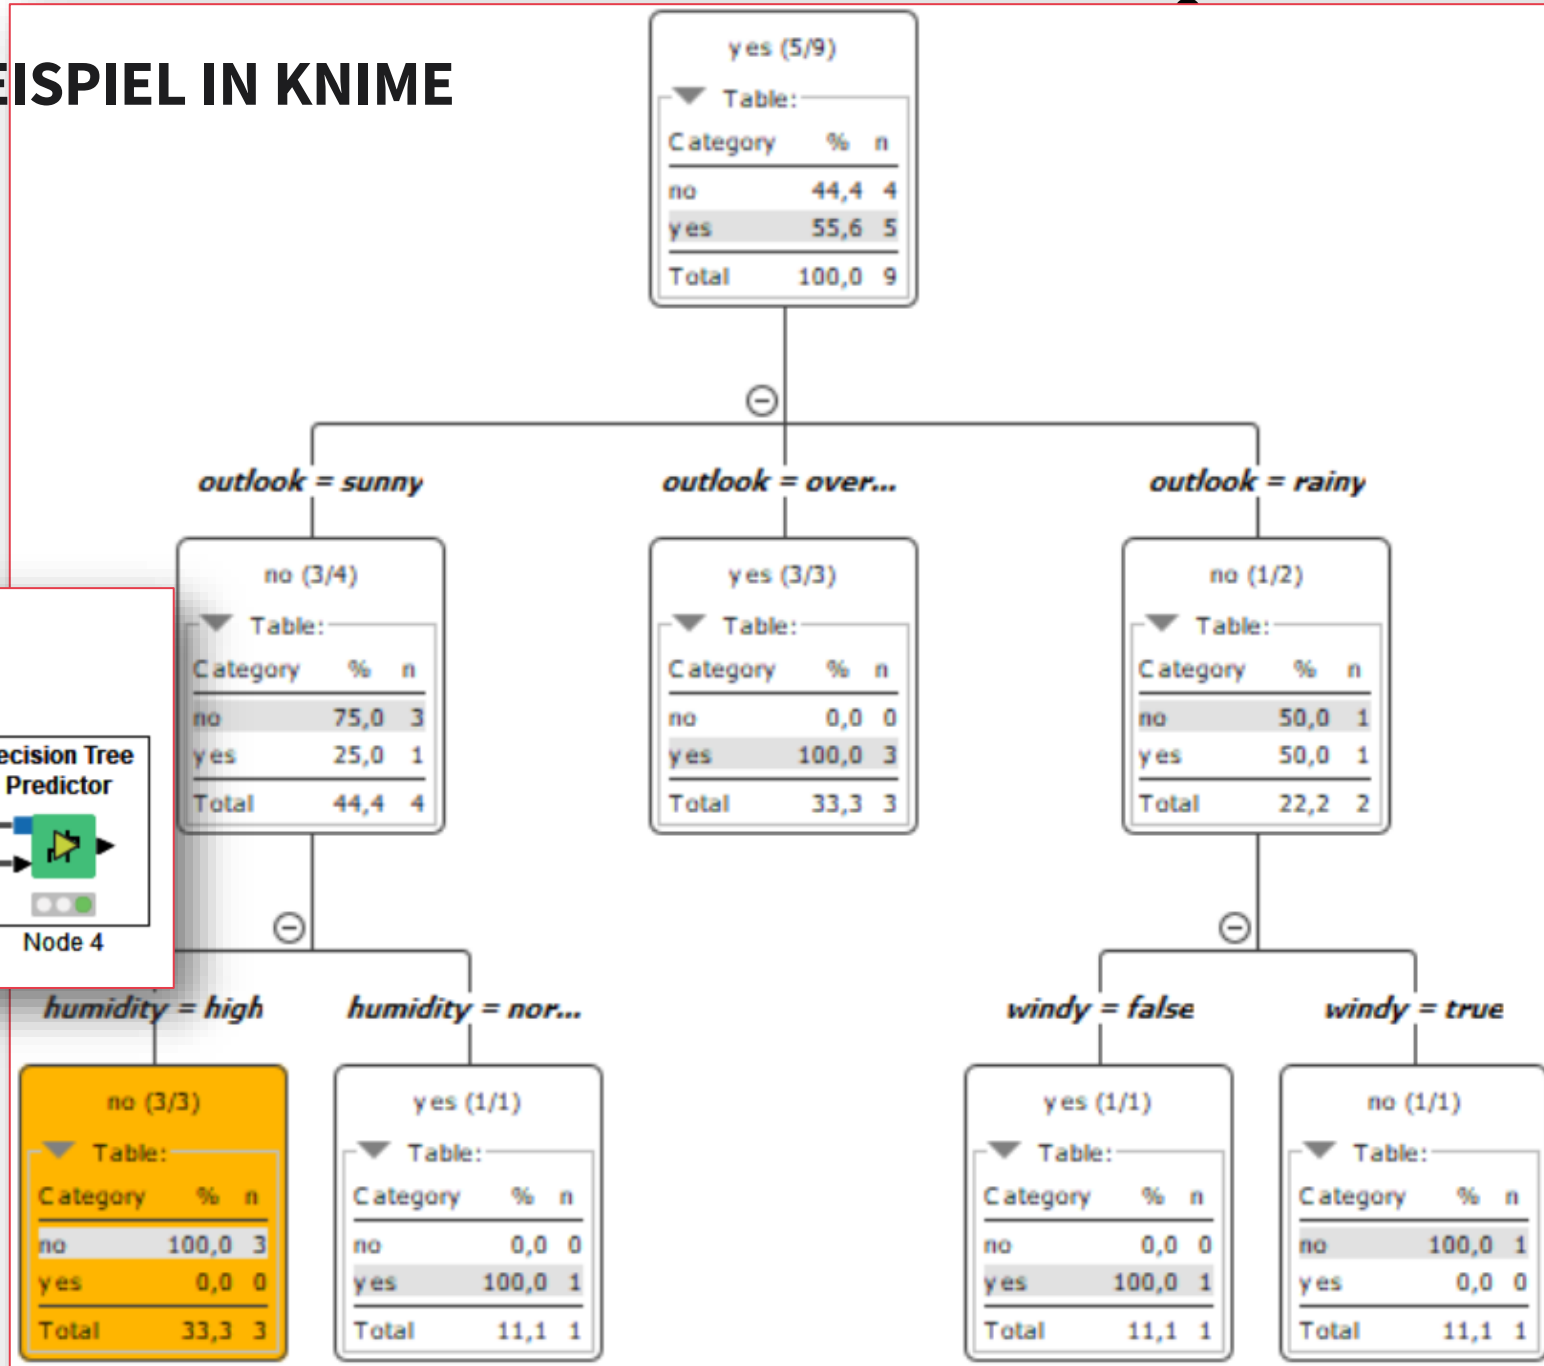 EISPIEL IN KNIME
yes (5/9)
Table:
Category % n
no 44,4 4
yes 55,6 5
Total 100,0 9
outlook = sunny
outlook = over...
outlook = rainy
no (3/4)
Table:
Category % n
no 75,0 3
yes 25,0 1
Total 44,4 4
yes (3/3)
Table:
Category % n
no 0,0 0
yes 100,0 3
Total 33,3 3
no (1/2)
Table:
Category % n
no 50,0 1
yes 50,0 1
Total 22,2 2
ecision Tree
Predictor
Node 4
humidity = high
humidity = nor...
windy = false
windy = true
no (3/3)
Table:
Category % n
no 100,0 3
yes 0,0 0
Total 33,3 3
yes (1/1)
Table:
Category % n
no 0,0 0
yes 100,0 1
Total 11,1 1
yes (1/1)
Table:
Category % n
no 0,0 0
yes 100,0 1
Total 11,1 1
no (1/1)
Table:
Category % n
no 100,0 1
yes 0,0 0
Total 11,1 1